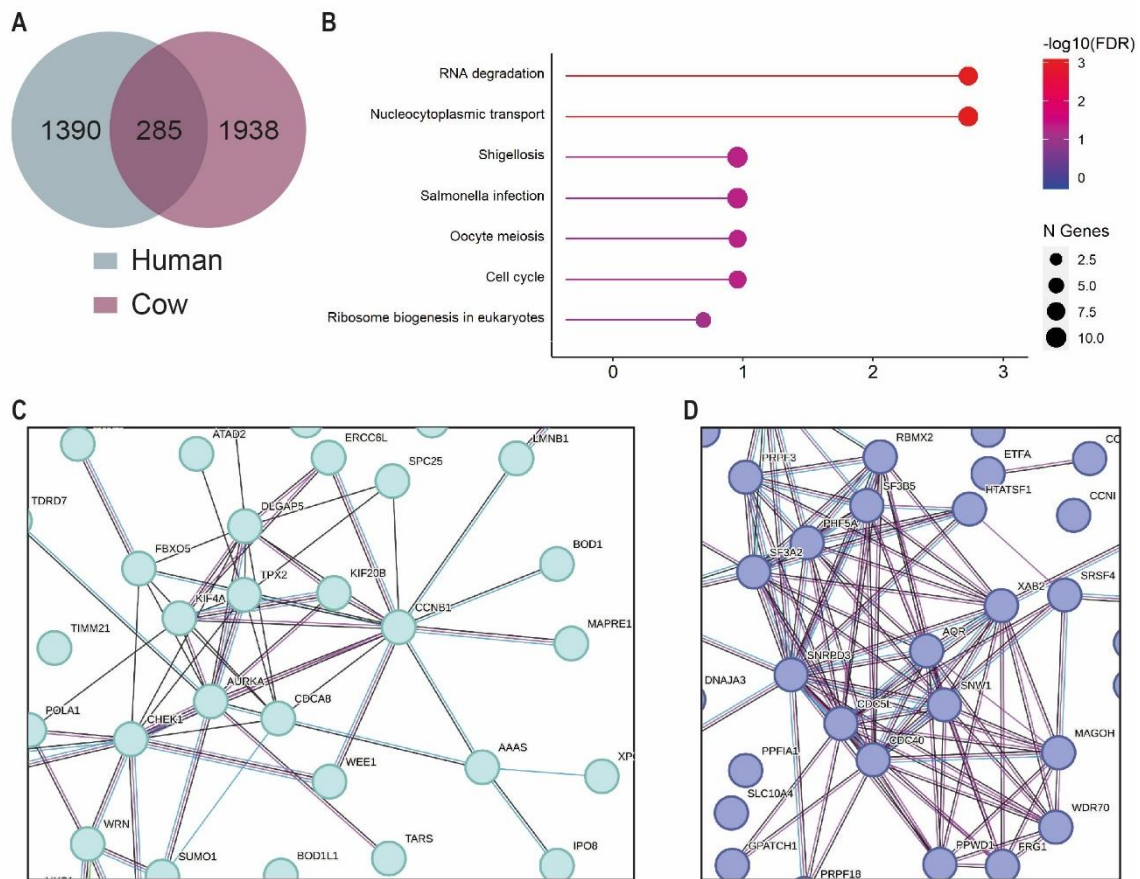 A
1390
285
1938
Human
Cow
B
RNA degradation
Nucleocytoplasmic transport
Shigellosis
Salmonella infection
Oocyte meiosis
Cell cycle
Ribosome biogenesis in eukaryotes
0
1
2
3
-log10(FDR)
3
2
1
0
N Genes
2.5
5.0
7.5
10.0
C
ATAD2
ERCC6L
LMNB1
SPC25
TDRD7
DLGAP5
FBXO5
BOD1
TPX2
KIF20B
KIF4A
CCNB1
MAPRE1
TIMM21
AURKA
CDCA8
POLA1
CHEK1
AAAS
WEE1
WRN
TARS
SUMO1
BOD1L1
IPO8
D
RBMX2
ETFA
CC
PRPF3
SF3B5
HTATSF1
CCNI
PHF5A
SF3A2
XAB2
SRSF4
AQR
SNRPD3
DNAJA3
SNW1
CDC5L
MAGOH
CDC40
PPFIA1
SLC10A4
WDR70
GPATCH1
PPWD1
FRG1
PRPF18